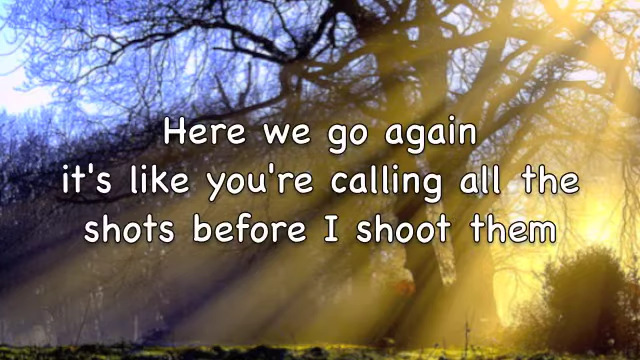 Here we go again
it's like you're calling all the
shots before I shoot them